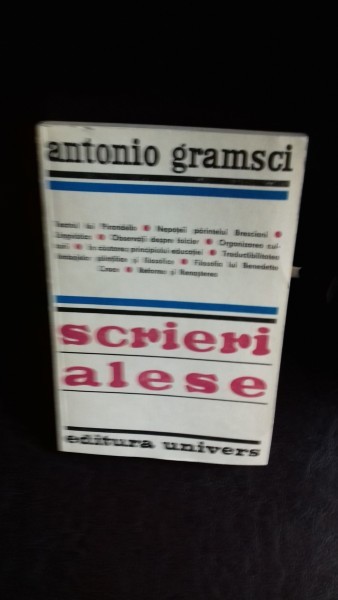 antonio gramsci
Teatrul lui Pirandello ● Nepoţeii părintelui Bresciani ●
Lingvistica ● Observaţii despre folclor ● Organizarea cul-
turii ● În căutarea principiului educaţiei ● Traductibilitatea
limbajelor ştiinţifice şi filozofice ● Filozofia lui Benedetto
Croce ● Reforma şi Renaşterea
scrieri
alese
editura univers